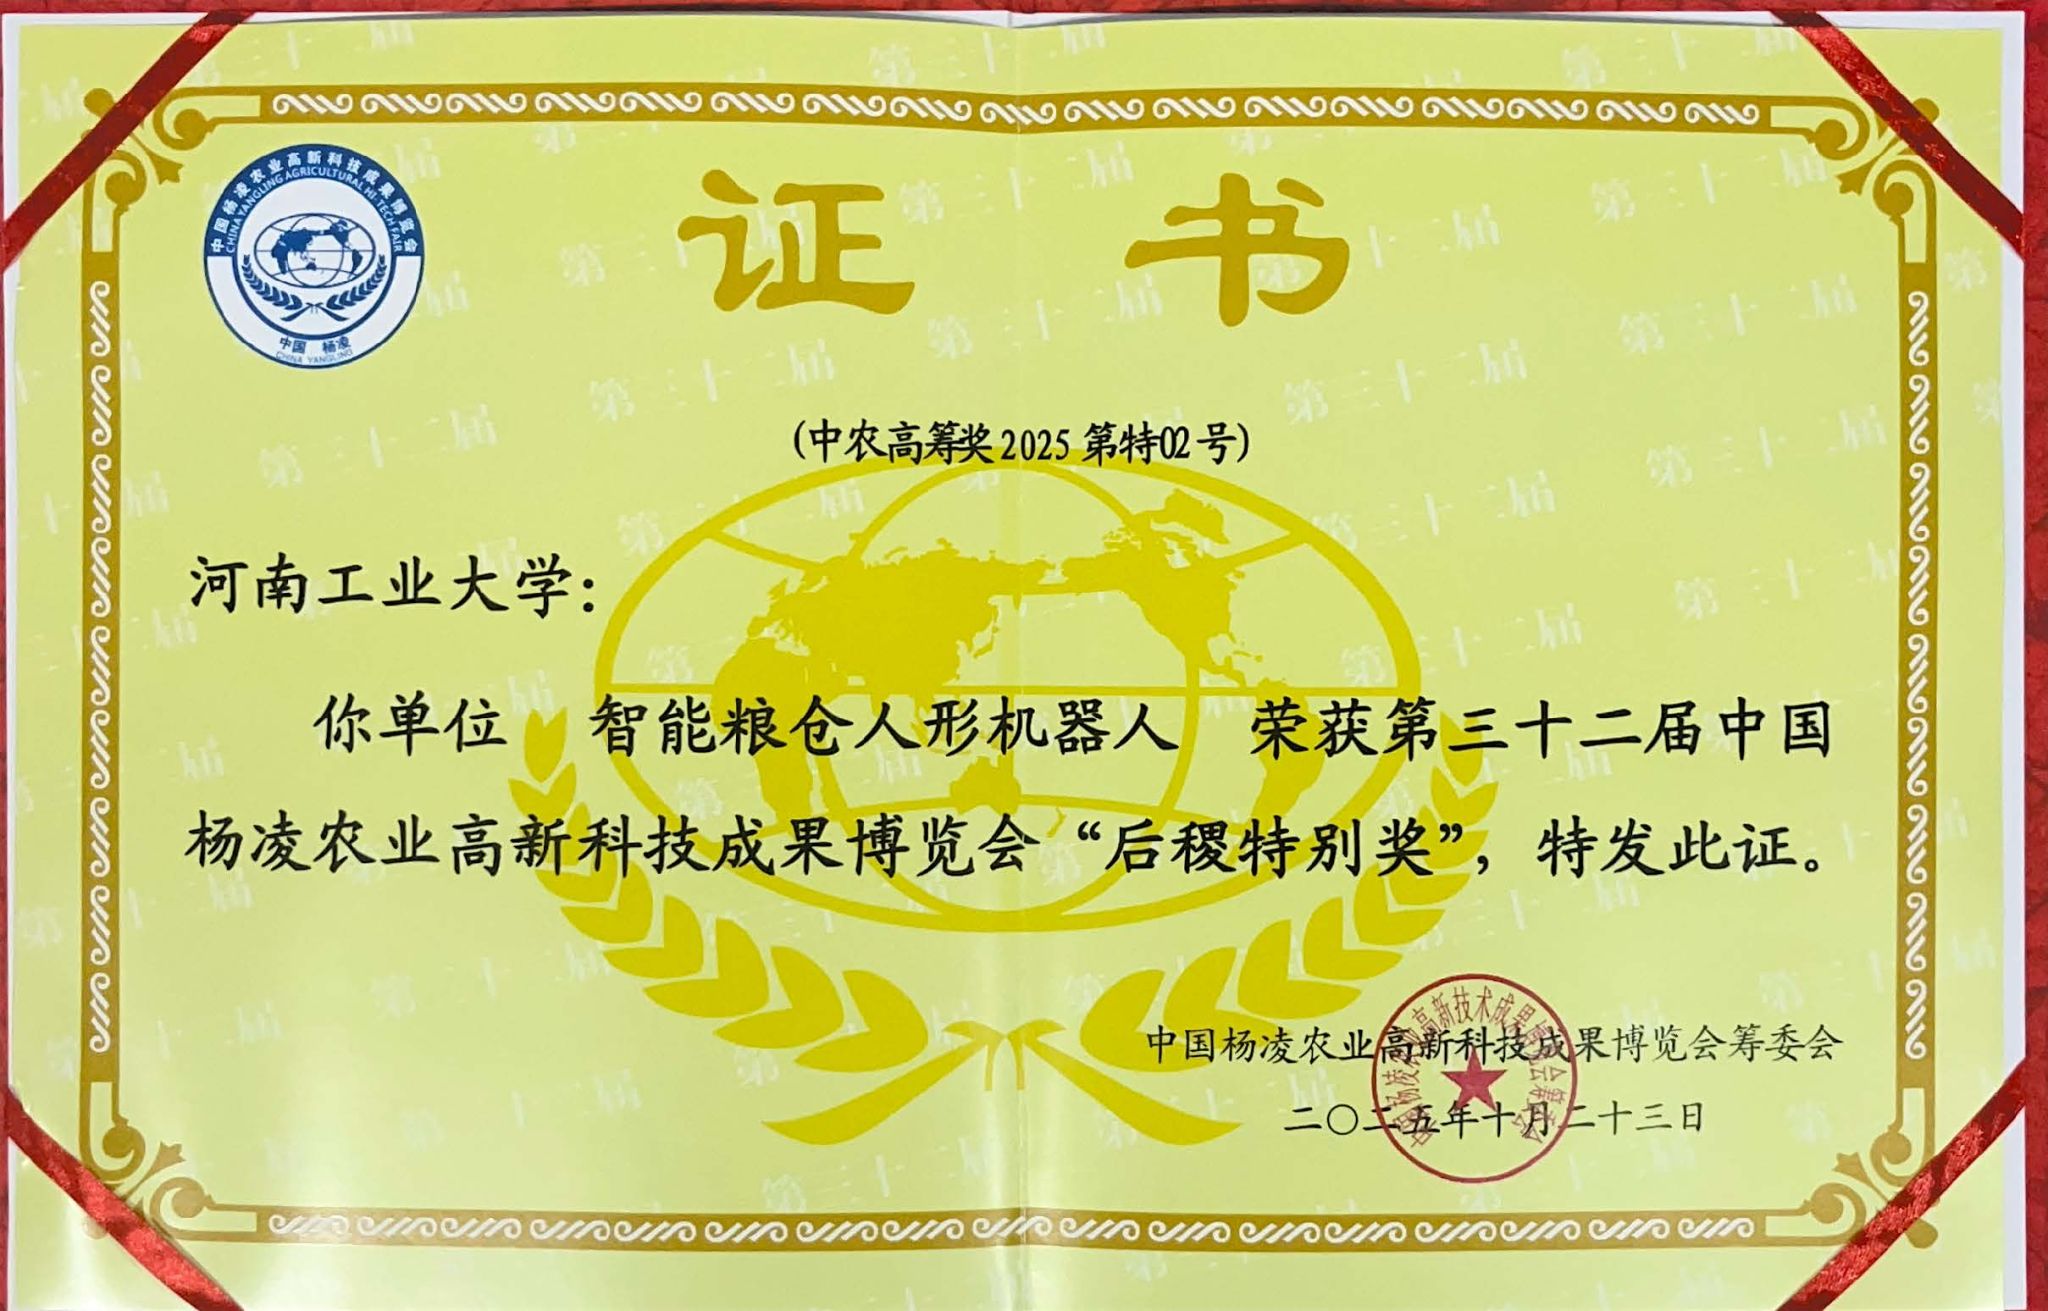 中国杨凌农业高新科技成果博览会
CHINA YANGLING AGRICULTURAL HI-TECH FAIR
中国 杨凌
CHINA YANGLING
证书
(中农高筹奖2025第特02号)
河南工业大学：
你单位 智能粮仓人形机器人 荣获第三十二届中国
杨凌农业高新科技成果博览会“后稷特别奖”，特发此证。
中国杨凌农业高新科技成果博览会筹委会
二〇二五年十月二十三日
第三十二届